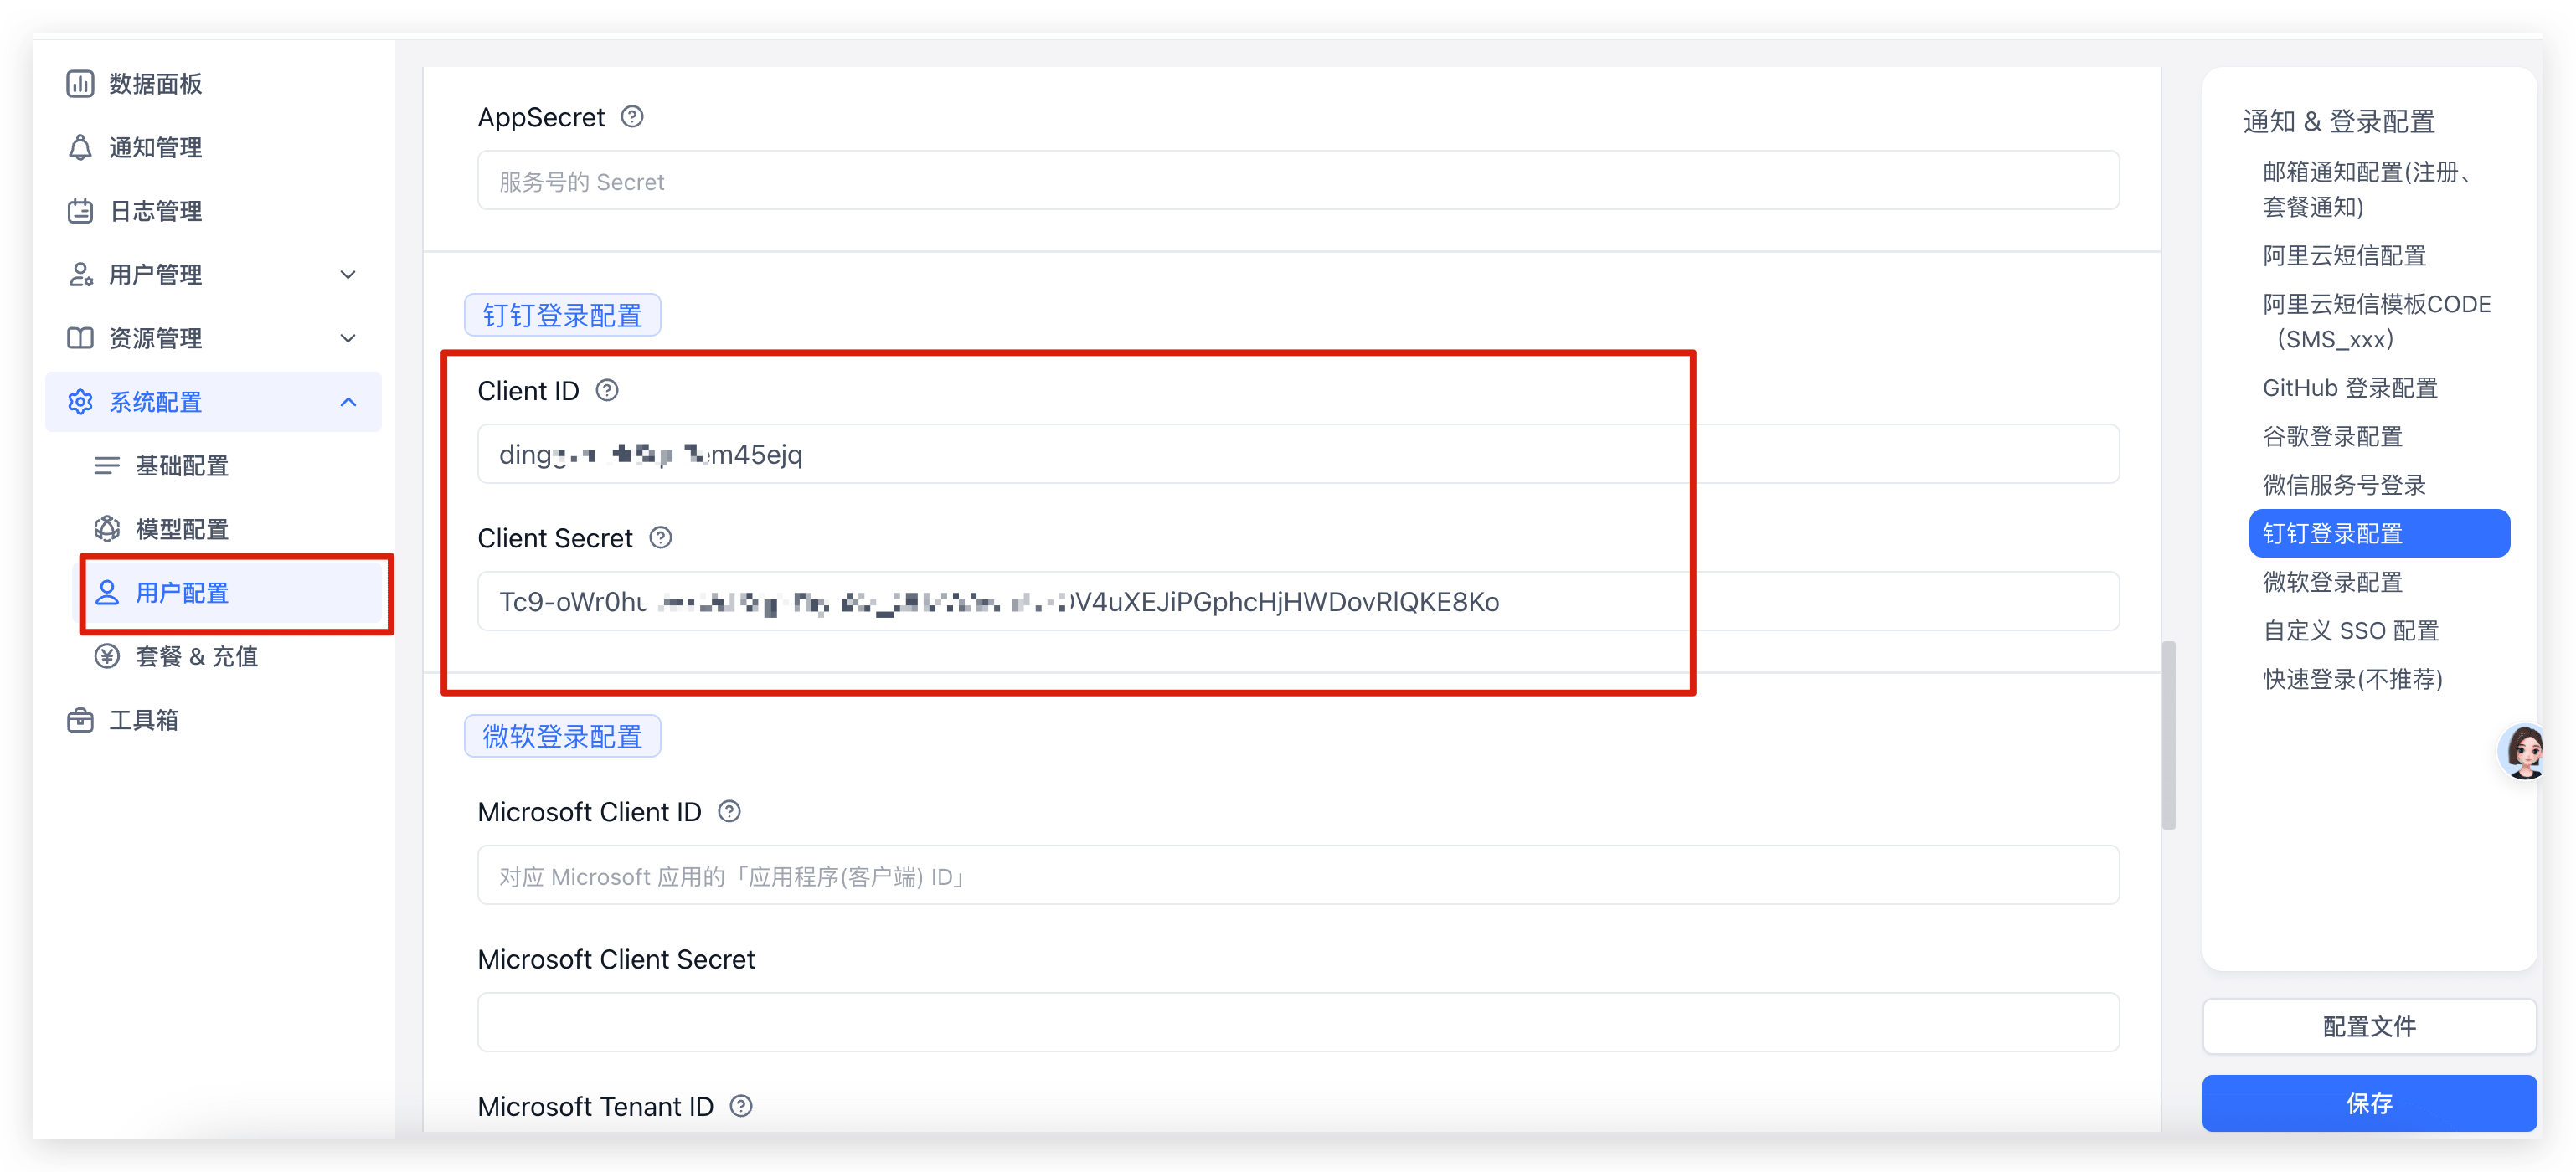 数据面板
通知管理
日志管理
用户管理
资源管理
系统配置
基础配置
模型配置
用户配置
套餐 & 充值
工具箱
AppSecret
服务号的 Secret
钉钉登录配置
Client ID
Client Secret
微软登录配置
Microsoft Client ID
对应 Microsoft 应用的「应用程序(客户端) ID」
Microsoft Client Secret
Microsoft Tenant ID
通知 & 登录配置
邮箱通知配置(注册、
套餐通知)
阿里云短信配置
阿里云短信模板CODE
（SMS_xxx）
GitHub 登录配置
谷歌登录配置
微信服务号登录
钉钉登录配置
微软登录配置
自定义 SSO 配置
快速登录(不推荐)
配置文件
保存